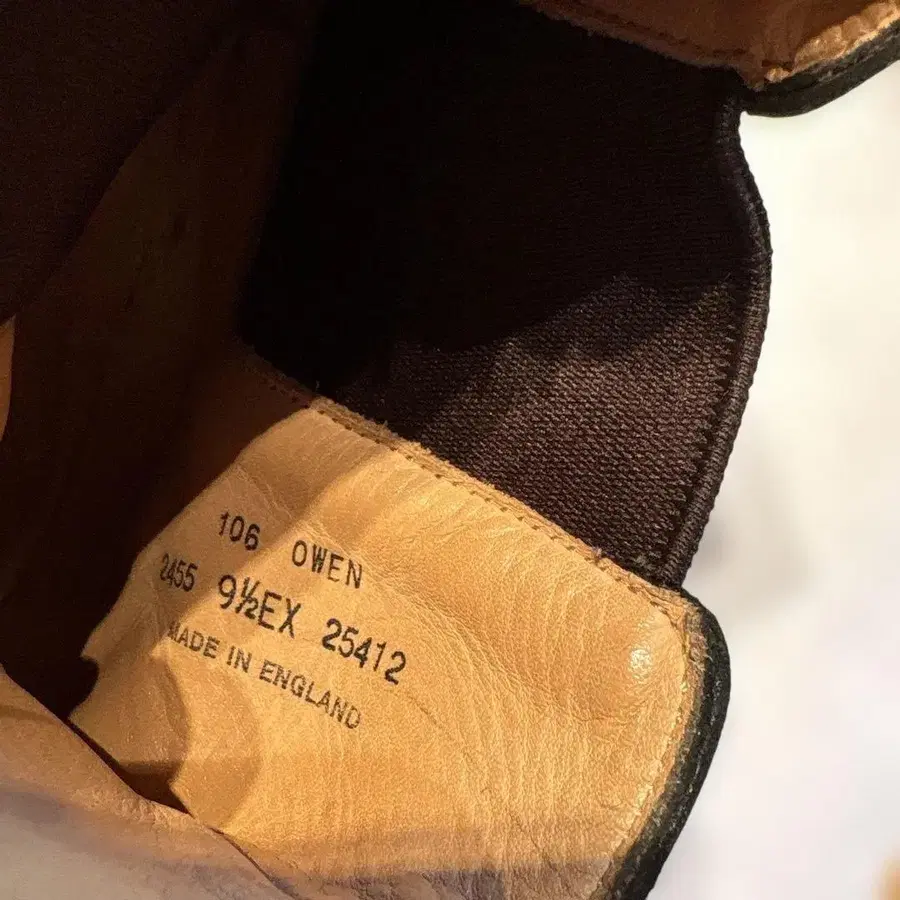 106 OWEN
2455 9½EX 25412
MADE IN ENGLAND